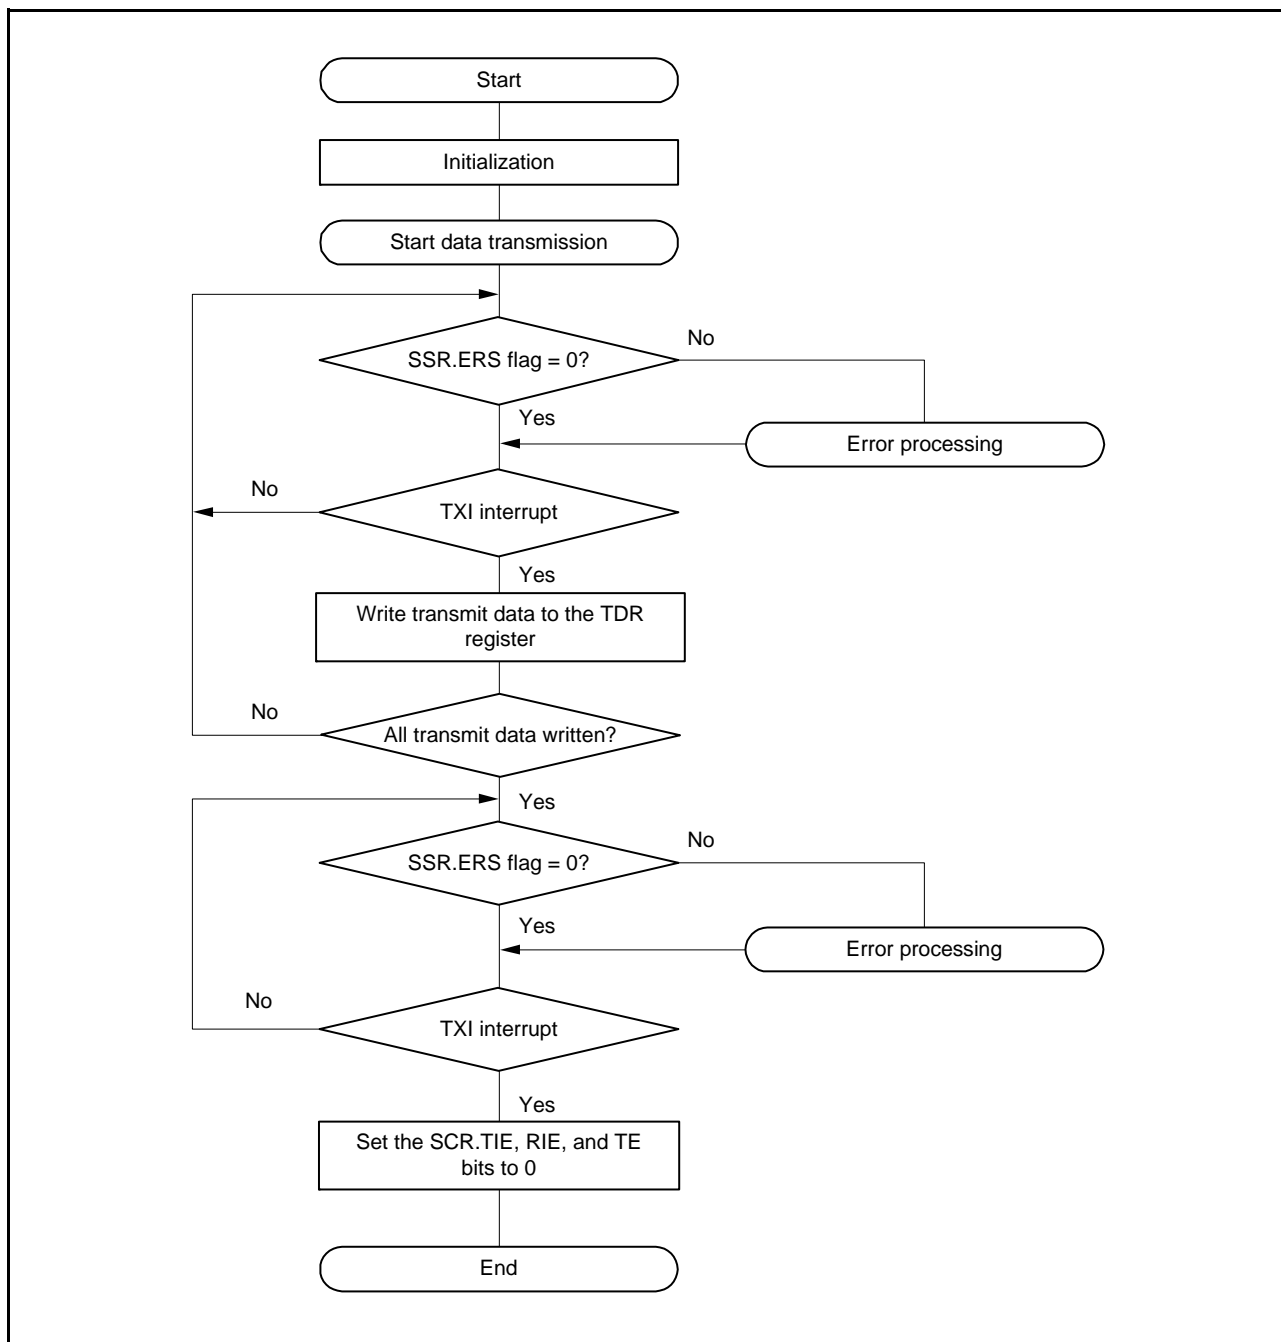 Start
Initialization
Start data transmission
SSR.ERS flag = 0?
No
Yes
Error processing
No
TXI interrupt
Yes
Write transmit data to the TDR
register
No
All transmit data written?
Yes
SSR.ERS flag = 0?
No
Yes
Error processing
No
TXI interrupt
Yes
Set the SCR.TIE, RIE, and TE
bits to 0
End